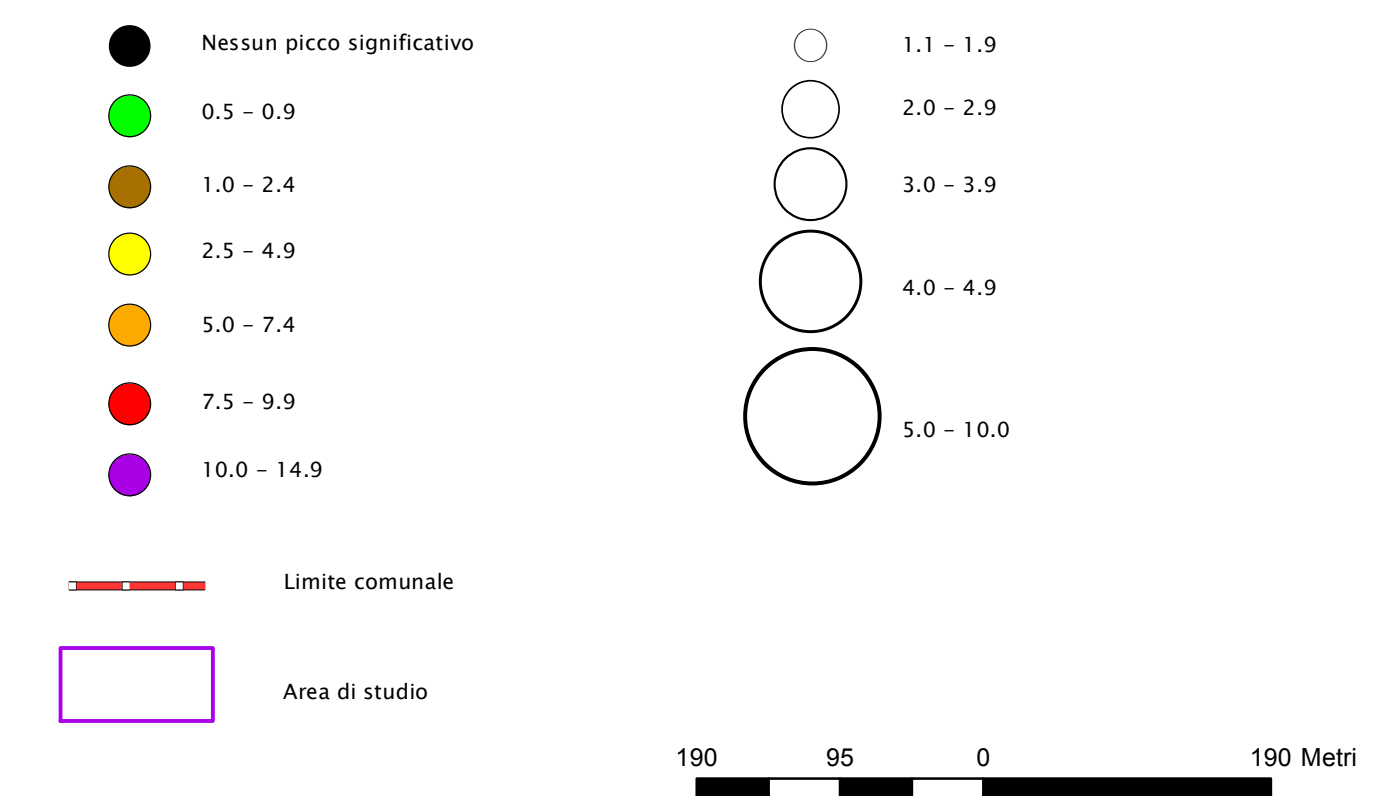 Nessun picco significativo
0.5 – 0.9
1.0 – 2.4
2.5 – 4.9
5.0 – 7.4
7.5 – 9.9
10.0 – 14.9
Limite comunale
Area di studio
1.1 – 1.9
2.0 – 2.9
3.0 – 3.9
4.0 – 4.9
5.0 – 10.0
190 95 0 190 Metri